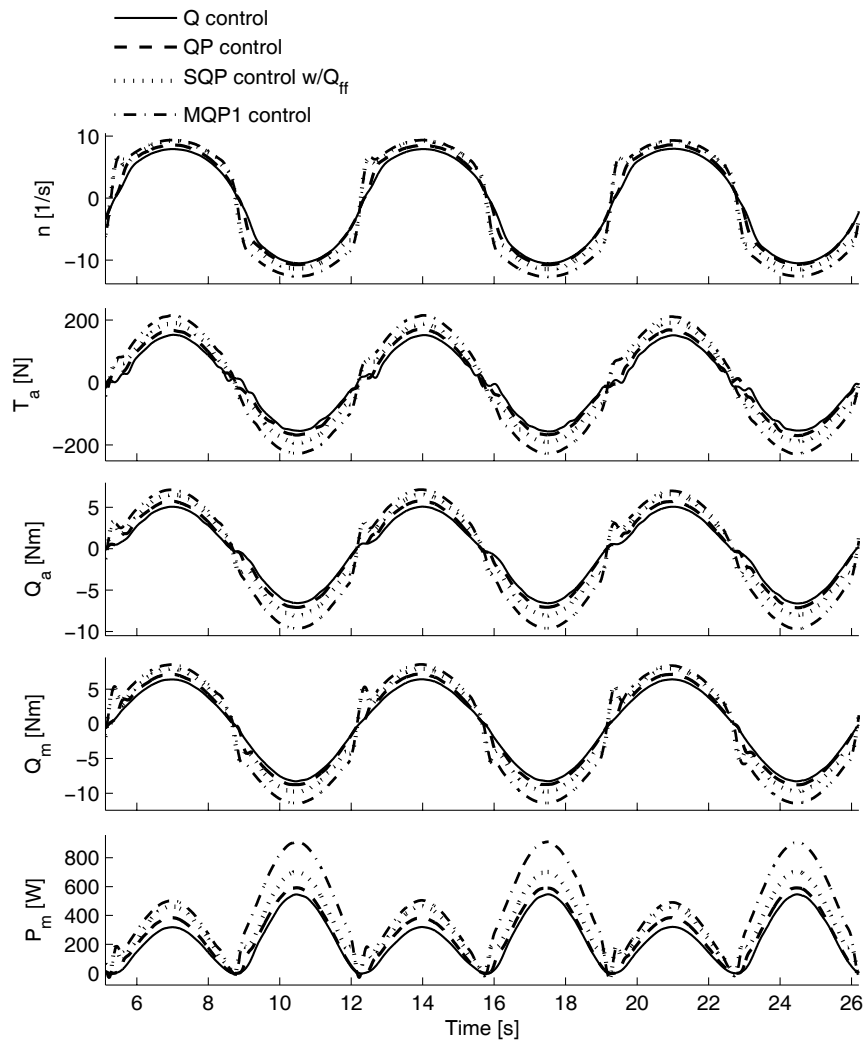 Q control
QP control
SQP control w/Qff
MQP1 control
10
0
−10
n [1/s]
200
0
−200
T_a [N]
5
0
−5
−10
Q_a [Nm]
5
0
−5
−10
Q_m [Nm]
800
600
400
200
0
P_m [W]
6 8 10 12 14 16 18 20 22 24 26
Time [s]